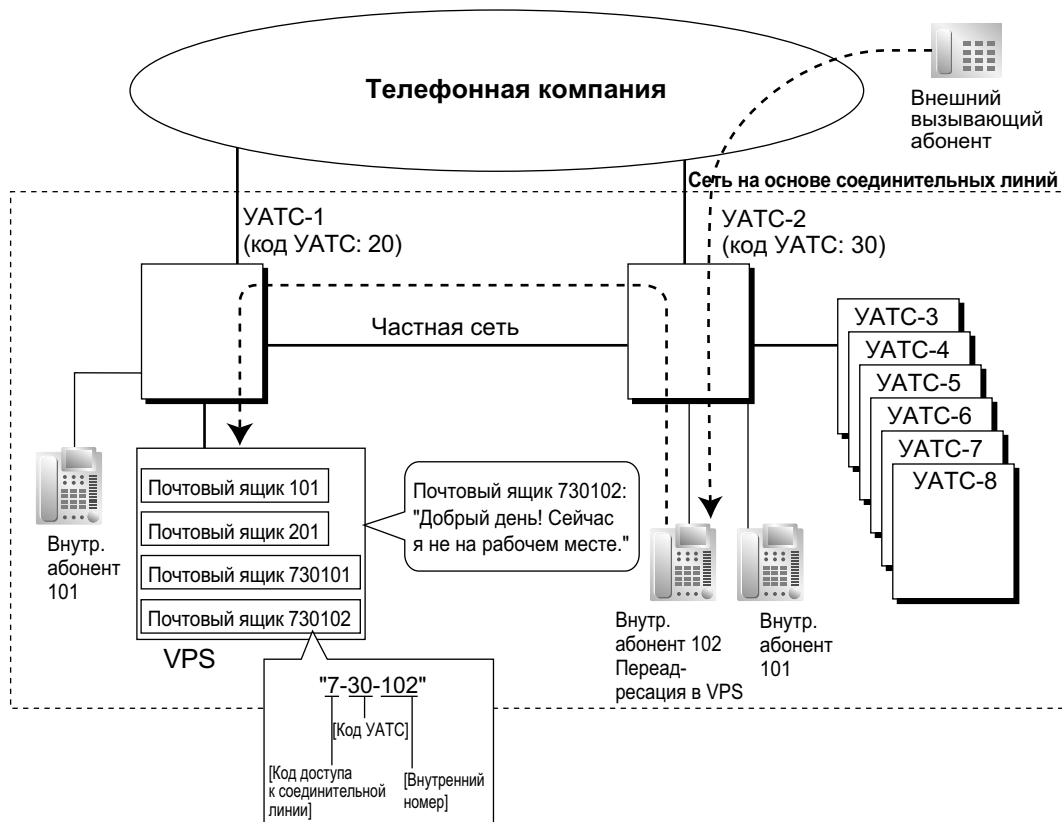 Телефонная компания
Внешний
вызывающий
абонент
Сеть на основе соединительных линий
УАТС-1
(код УАТС: 20)
УАТС-2
(код УАТС: 30)
Частная сеть
УАТС-3
УАТС-4
УАТС-5
УАТС-6
УАТС-7
УАТС-8
Внутр.
абонент
101
Почтовый ящик 101
Почтовый ящик 201
Почтовый ящик 730101
Почтовый ящик 730102
VPS
Почтовый ящик 730102:
"Добрый день! Сейчас
я не на рабочем месте."
Внутр.
абонент 102
Переад-
ресация в VPS
Внутр.
абонент
101
"7-30-102"
[Код УАТС]
[Код доступа
к соединительной
линии]
[Внутренний
номер]